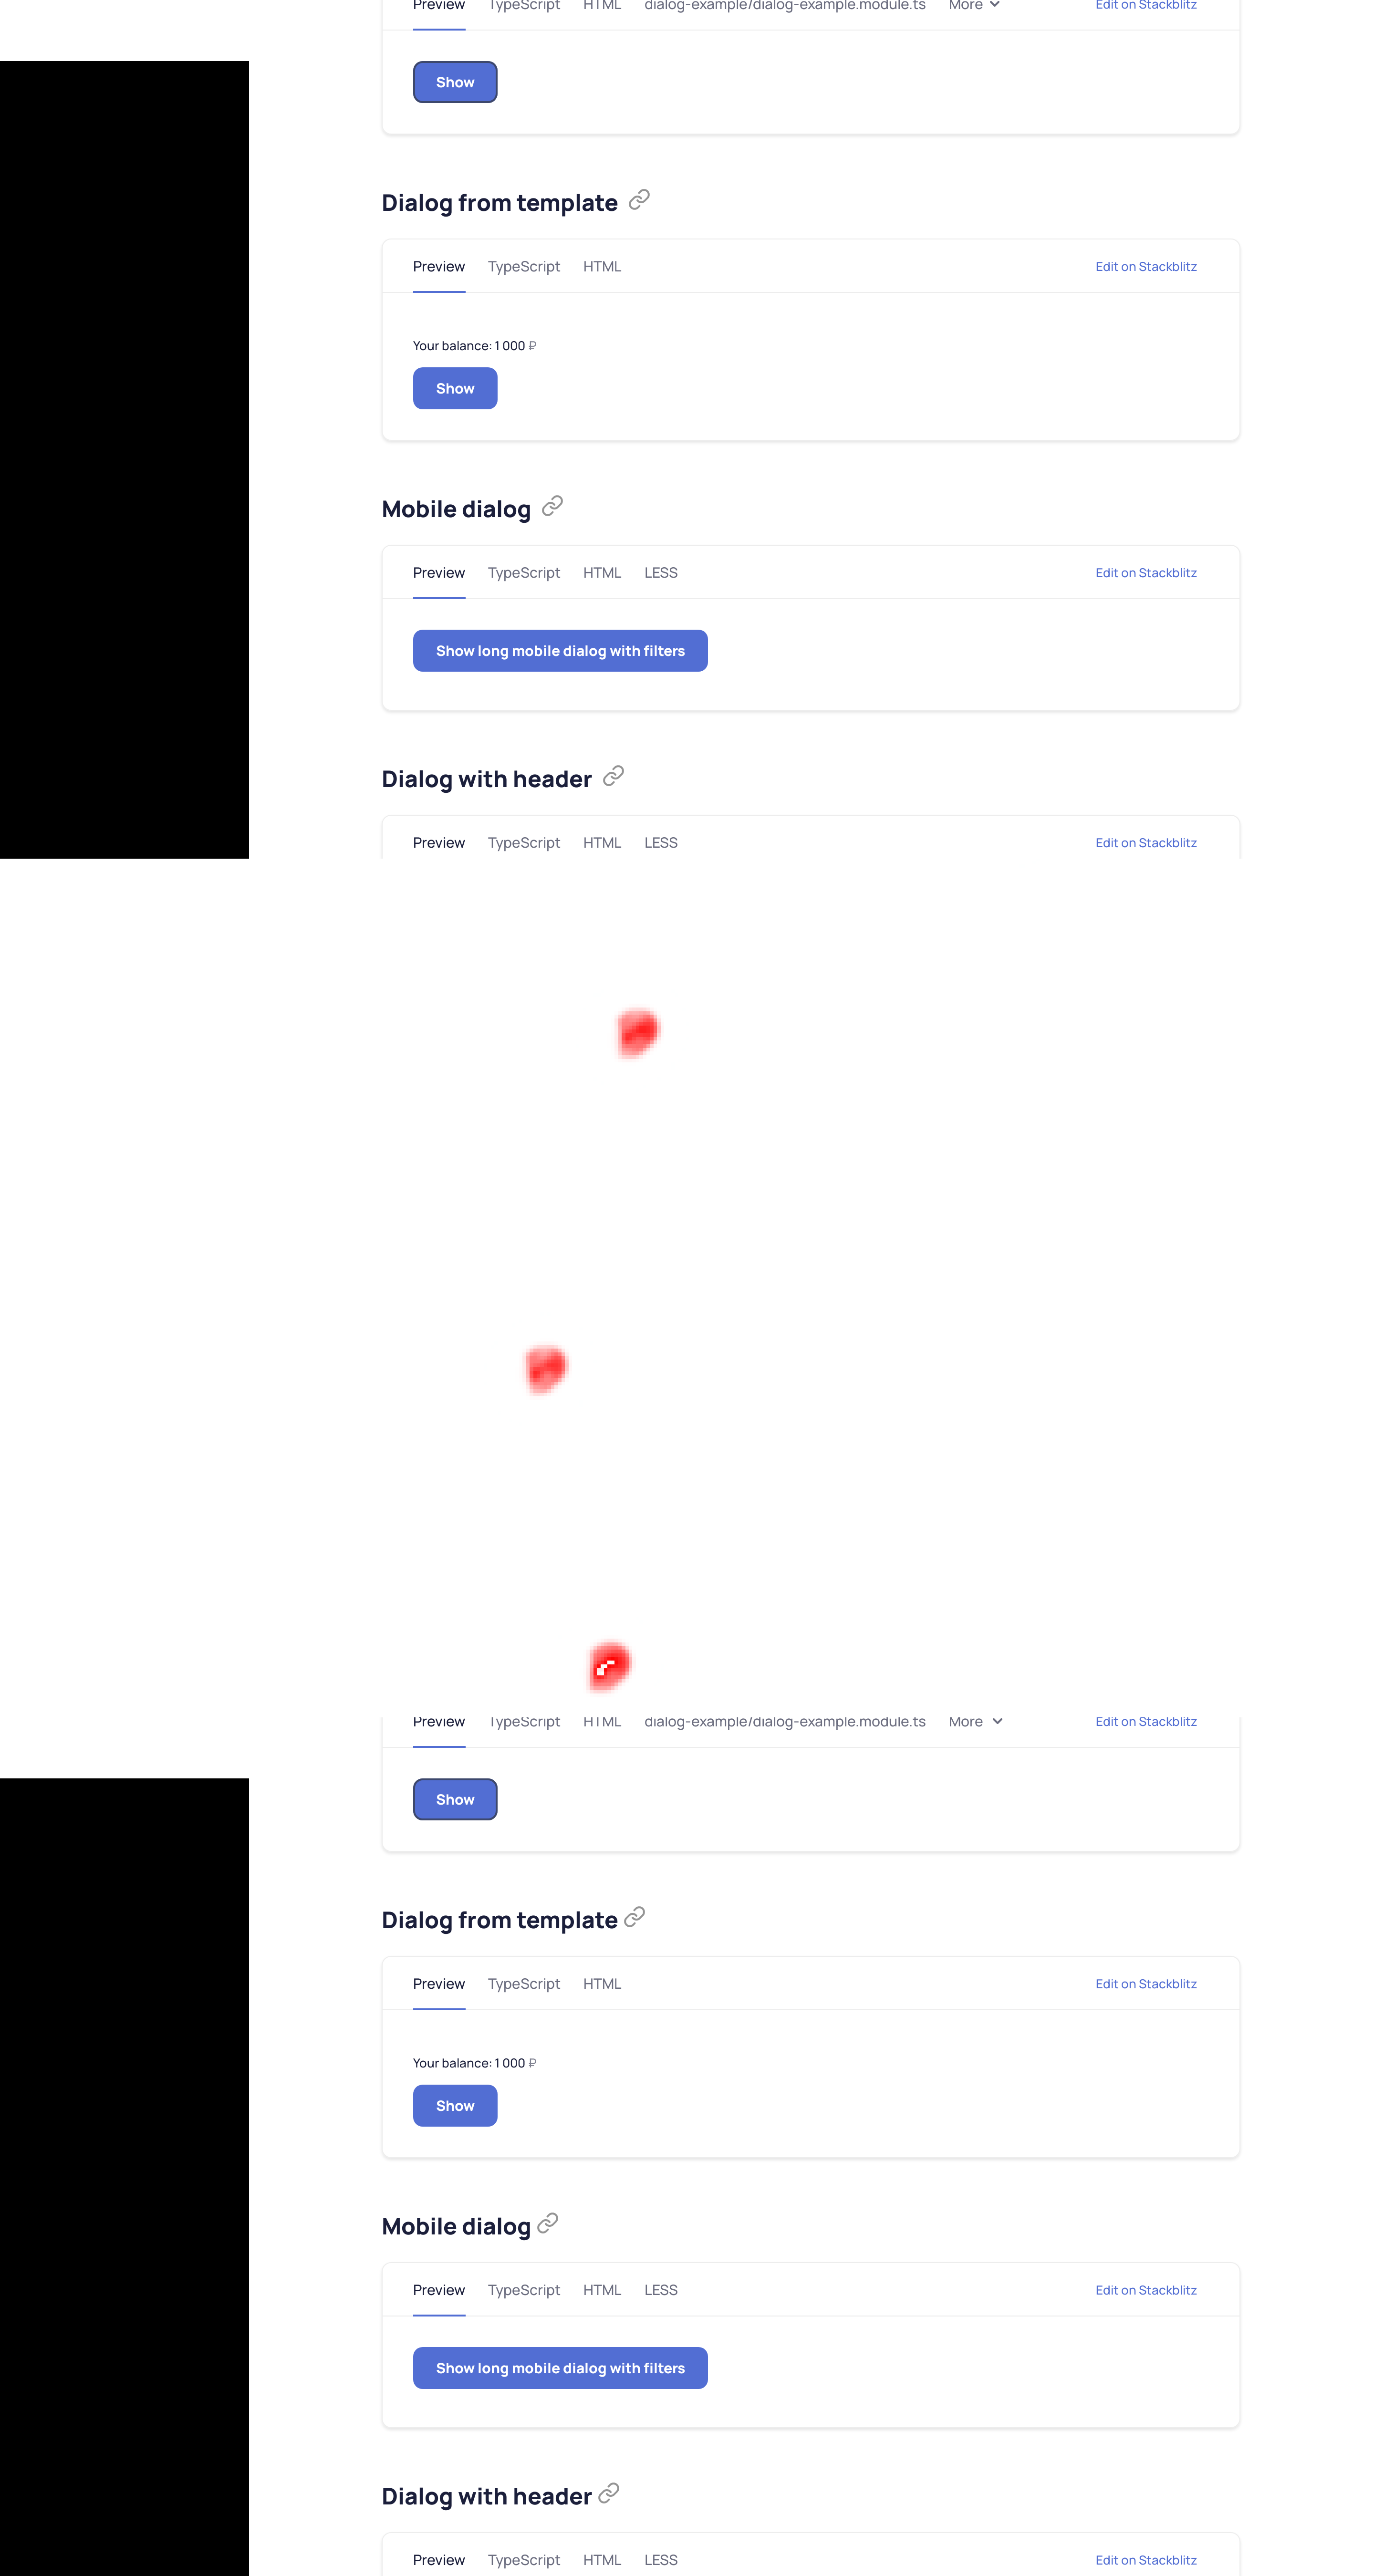 Preview TypeScript HTML dialog-example/dialog-example.module.ts More Edit on Stackblitz
Show
Dialog from template
Preview TypeScript HTML Edit on Stackblitz
Your balance: 1 000 ₽
Show
Mobile dialog
Preview TypeScript HTML LESS Edit on Stackblitz
Show long mobile dialog with filters
Dialog with header
Preview TypeScript HTML LESS Edit on Stackblitz
Preview TypeScript HTML dialog-example/dialog-example.module.ts More Edit on Stackblitz
Show
Dialog from template
Preview TypeScript HTML Edit on Stackblitz
Your balance: 1 000 ₽
Show
Mobile dialog
Preview TypeScript HTML LESS Edit on Stackblitz
Show long mobile dialog with filters
Dialog with header
Preview TypeScript HTML LESS Edit on Stackblitz